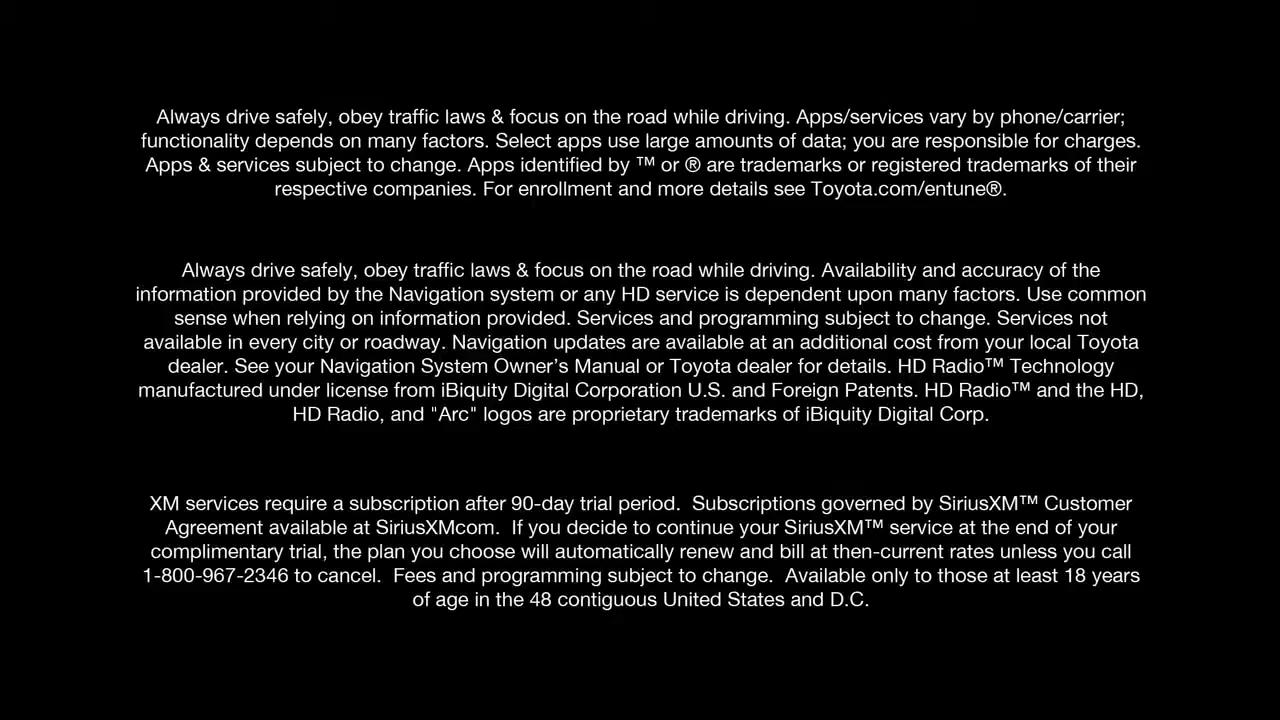 Always drive safely, obey traffic laws & focus on the road while driving. Apps/services vary by phone/carrier;
functionality depends on many factors. Select apps use large amounts of data; you are responsible for charges.
Apps & services subject to change. Apps identified by ™ or ® are trademarks or registered trademarks of their
respective companies. For enrollment and more details see Toyota.com/entune®.
Always drive safely, obey traffic laws & focus on the road while driving. Availability and accuracy of the
information provided by the Navigation system or any HD service is dependent upon many factors. Use common
sense when relying on information provided. Services and programming subject to change. Services not
available in every city or roadway. Navigation updates are available at an additional cost from your local Toyota
dealer. See your Navigation System Owner’s Manual or Toyota dealer for details. HD Radio™ Technology
manufactured under license from iBiquity Digital Corporation U.S. and Foreign Patents. HD Radio™ and the HD,
HD Radio, and "Arc" logos are proprietary trademarks of iBiquity Digital Corp.
XM services require a subscription after 90-day trial period.  Subscriptions governed by SiriusXM™ Customer
Agreement available at SiriusXMcom.  If you decide to continue your SiriusXM™ service at the end of your
complimentary trial, the plan you choose will automatically renew and bill at then-current rates unless you call
1-800-967-2346 to cancel.  Fees and programming subject to change.  Available only to those at least 18 years
of age in the 48 contiguous United States and D.C.